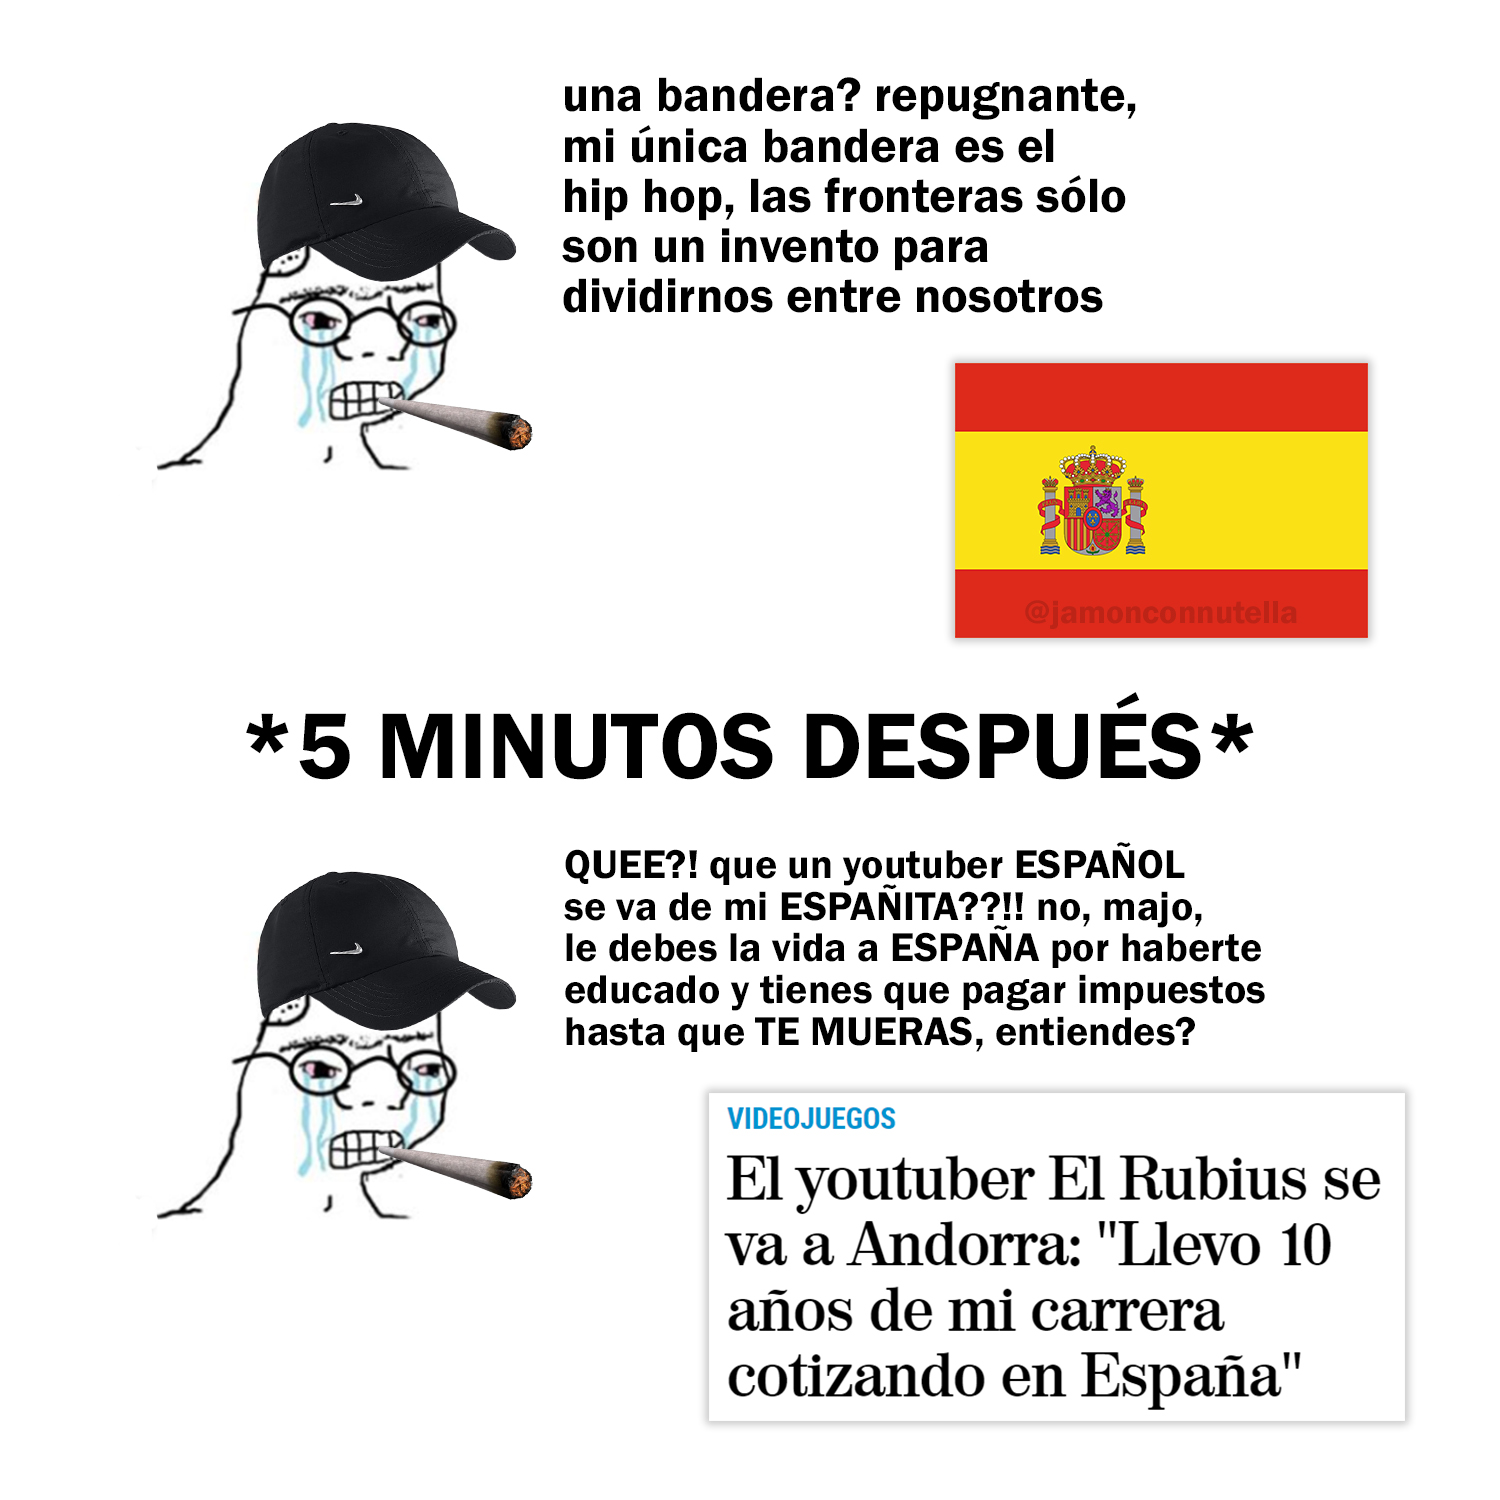 una bandera? repugnante,
mi única bandera es el
hip hop, las fronteras sólo
son un invento para
dividirnos entre nosotros
@jamonconnutella
*5 MINUTOS DESPUÉS*
QUEE?! que un youtuber ESPAÑOL
se va de mi ESPAÑITA??!! no, majo,
le debes la vida a ESPAÑA por haberte
educado y tienes que pagar impuestos
hasta que TE MUERAS, entiendes?
VIDEOJUEGOS
El youtuber El Rubius se
va a Andorra: "Llevo 10
años de mi carrera
cotizando en España"